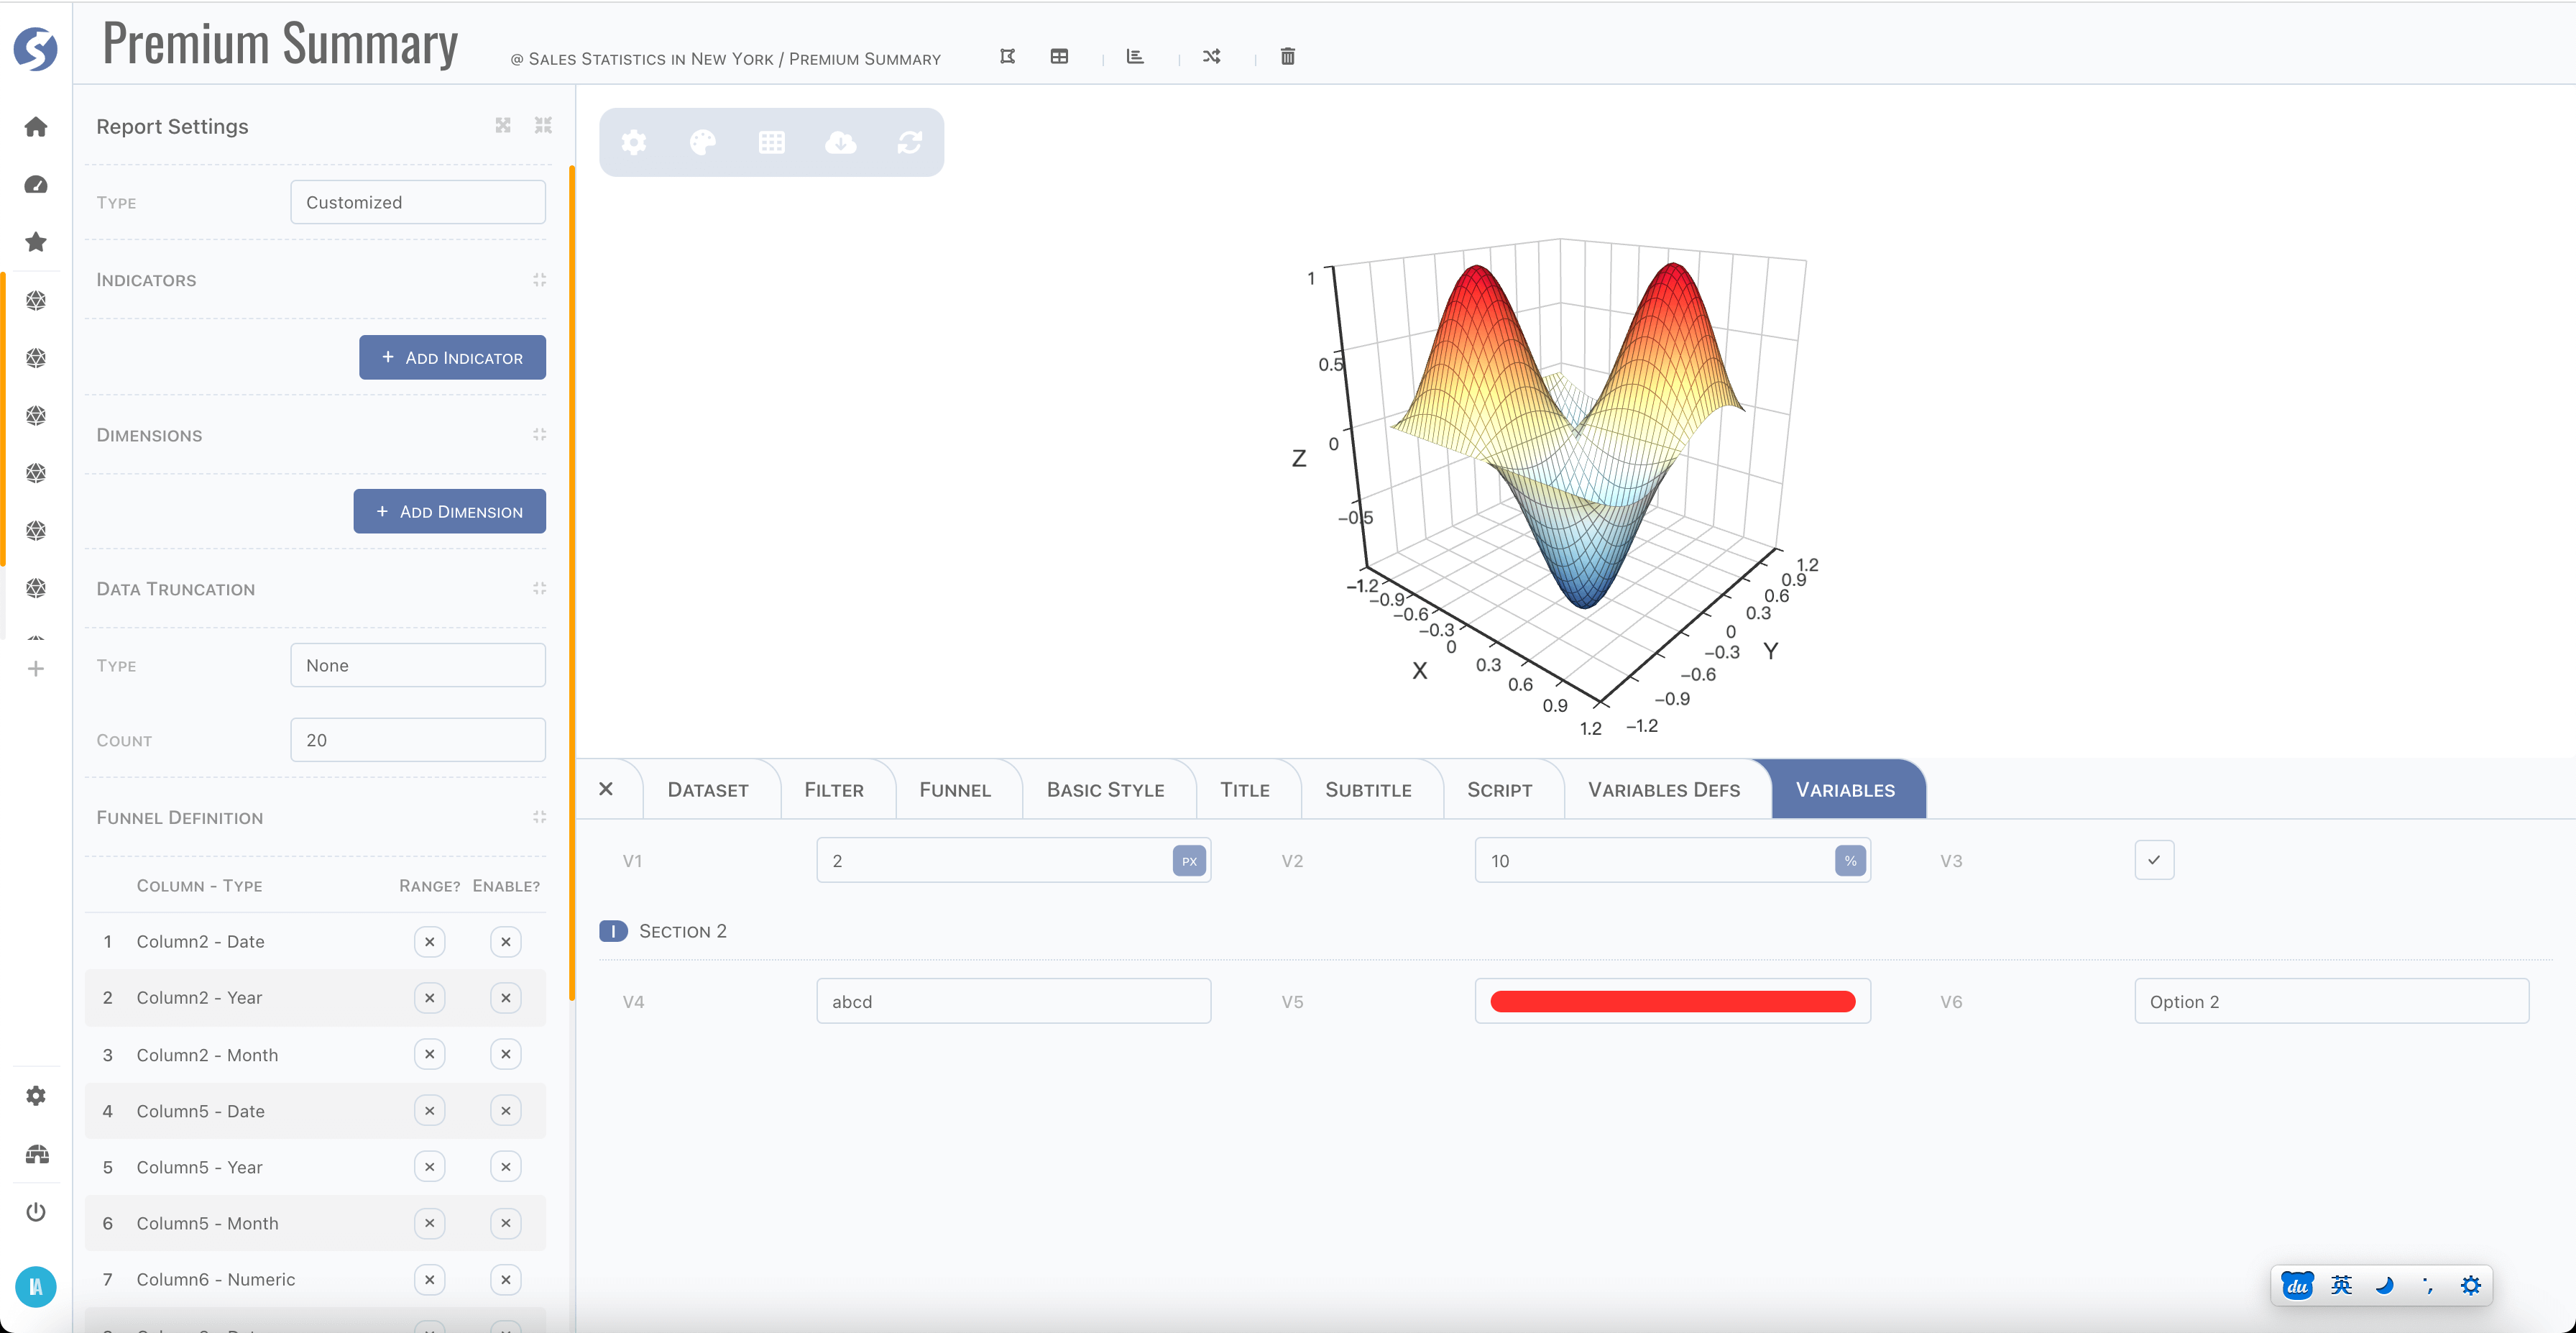 Premium Summary
@ Sales Statistics in New York / Premium Summary
Report Settings
Type
Customized
Indicators
+ Add Indicator
Dimensions
+ Add Dimension
Data Truncation
Type
None
Count
20
Funnel Definition
Column - Type Range? Enable?
1 Column2 - Date
2 Column2 - Year
3 Column2 - Month
4 Column5 - Date
5 Column5 - Year
6 Column5 - Month
7 Column6 - Numeric
IA
1
0.5
0
−0.5
Z
−1.2
−0.9
−0.6
−0.3
0
0.3
0.6
0.9
1.2
X
1.2
0.9
0.6
0.3
0
−0.3
−0.6
−0.9
−1.2
Y
Dataset Filter Funnel Basic Style Title Subtitle Script Variables Defs Variables
V1 2 PX V2 10 % V3
Section 2
V4 abcd V5 V6 Option 2
du 英